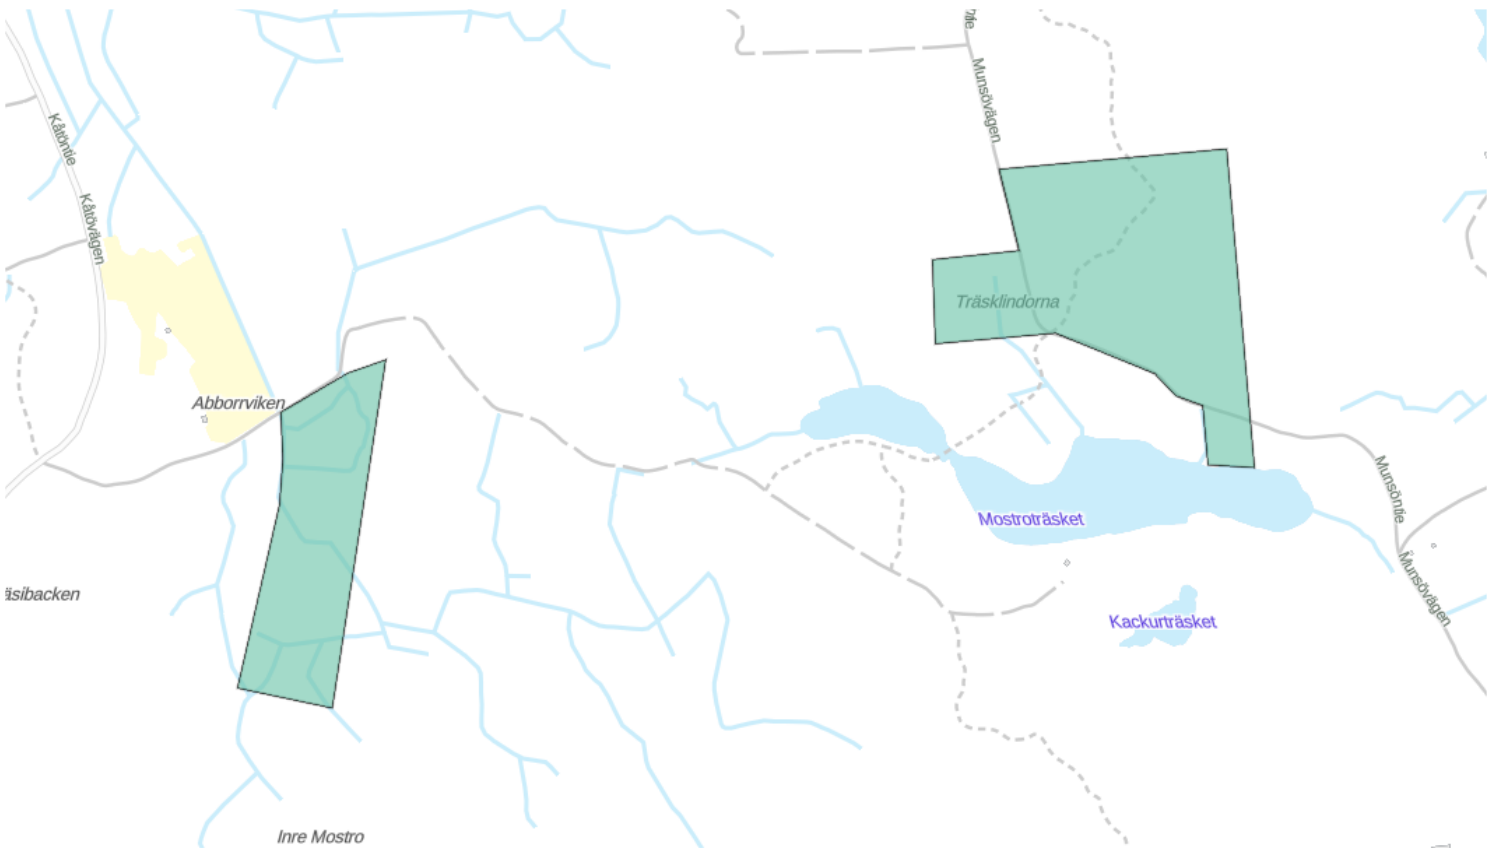 Munsövägen
Kåtöntie
Kåtövägen
Träsklindorna
Abborrviken
Munsöntie
Mostroträsket
Munsövägen
Kackurträsket
Inre Mostro